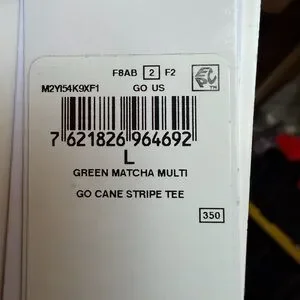 F8AB 2 F2
M2YI54K9XF1 GO US
7 621826 964692
L
GREEN MATCHA MULTI
GO CANE STRIPE TEE
350